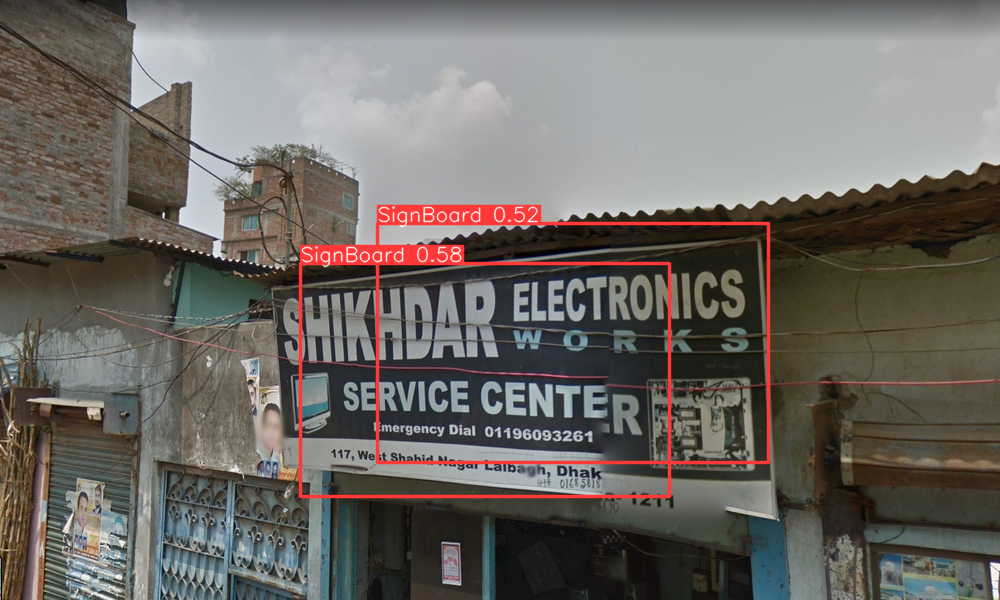 SignBoard 0.52
SignBoard 0.58
SHIKHDAR ELECTRONICS
WORKS
SERVICE CENTER
Emergency Dial 01196093261
117, West Shahid Nagar Lalbagh, Dhak
1211